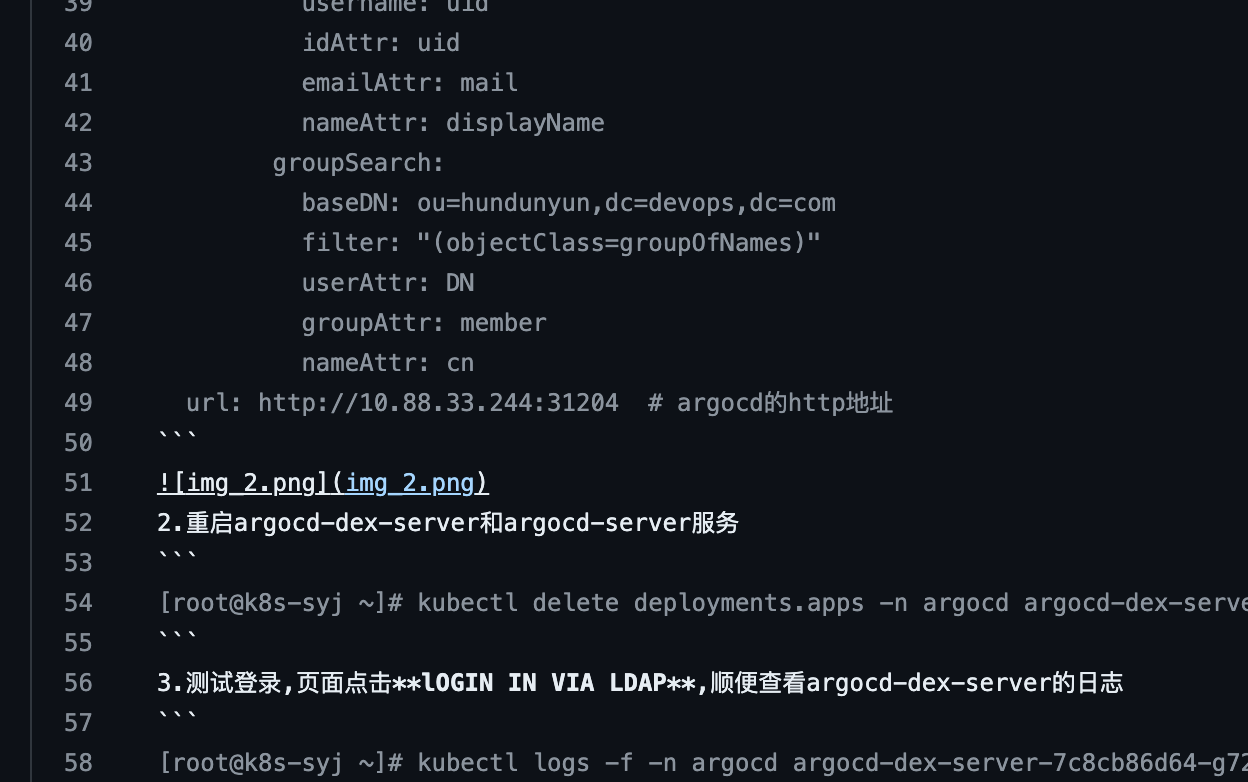 39 username: uid
40 idAttr: uid
41 emailAttr: mail
42 nameAttr: displayName
43 groupSearch:
44 baseDN: ou=hundunyun,dc=devops,dc=com
45 filter: "(objectClass=groupOfNames)"
46 userAttr: DN
47 groupAttr: member
48 nameAttr: cn
49 url: http://10.88.33.244:31204 # argocd的http地址
50 ```
51 ![img_2.png](img_2.png)
52 2.重启argocd-dex-server和argocd-server服务
53 ```
54 [root@k8s-syj ~]# kubectl delete deployments.apps -n argocd argocd-dex-serve
55 ```
56 3.测试登录,页面点击**lOGIN IN VIA LDAP**,顺便查看argocd-dex-server的日志
57 ```
58 [root@k8s-syj ~]# kubectl logs -f -n argocd argocd-dex-server-7c8cb86d64-g72